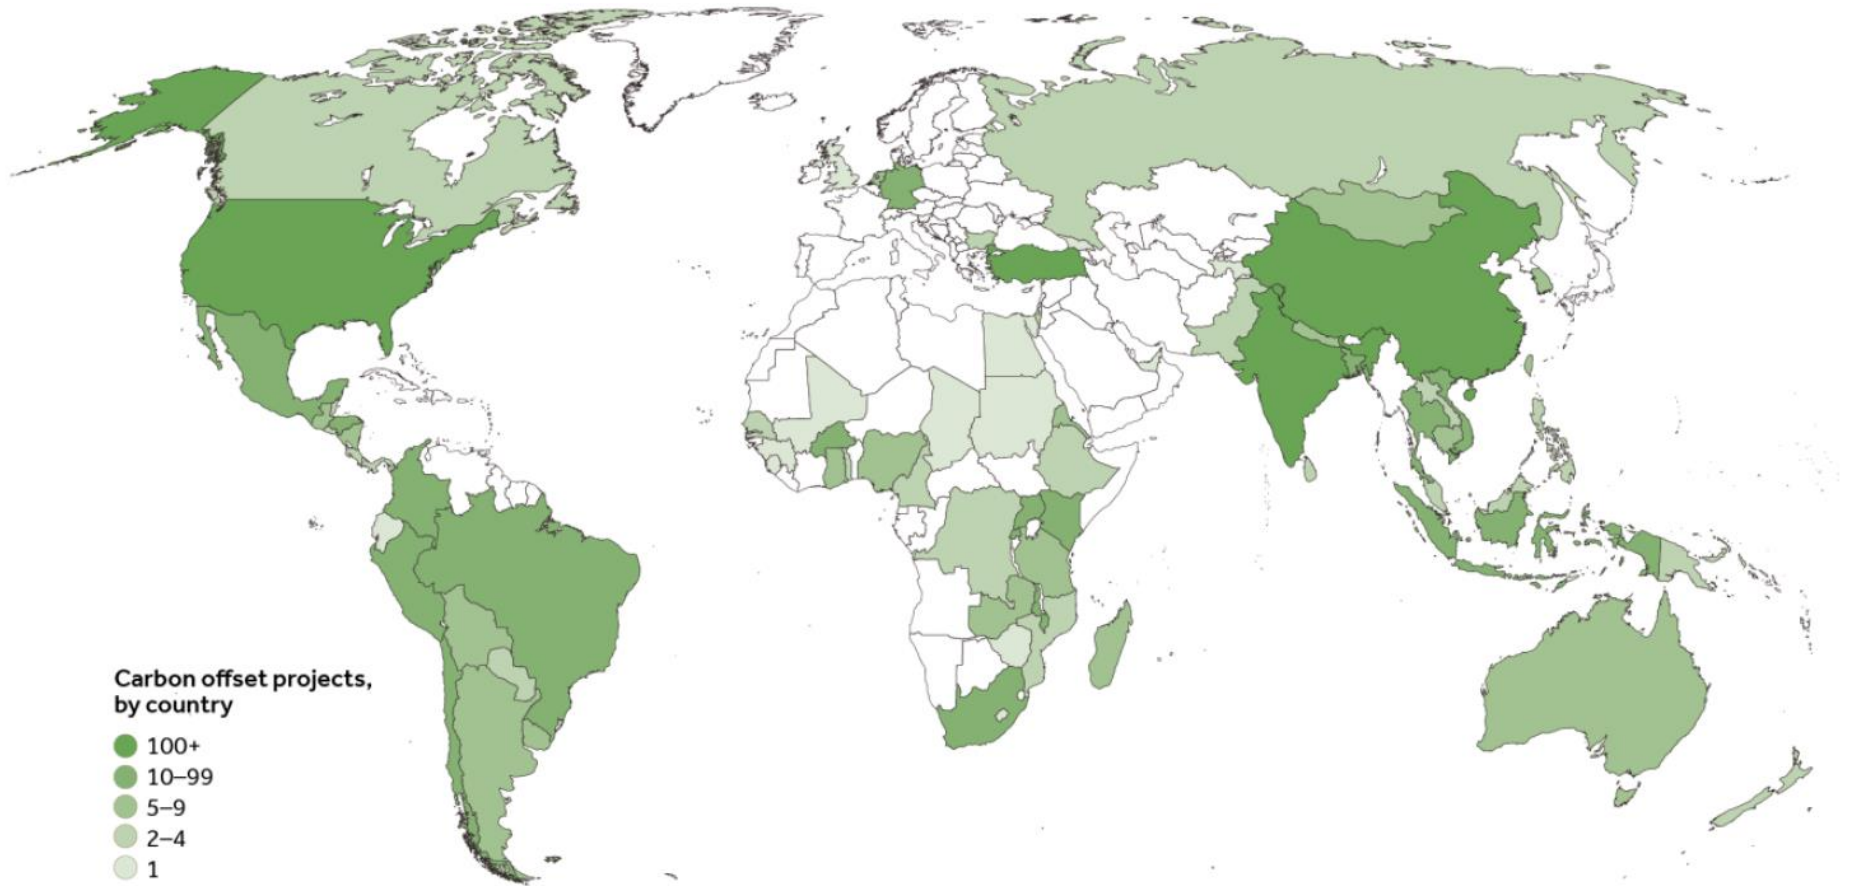 Carbon offset projects,
by country
100+
10–99
5–9
2–4
1